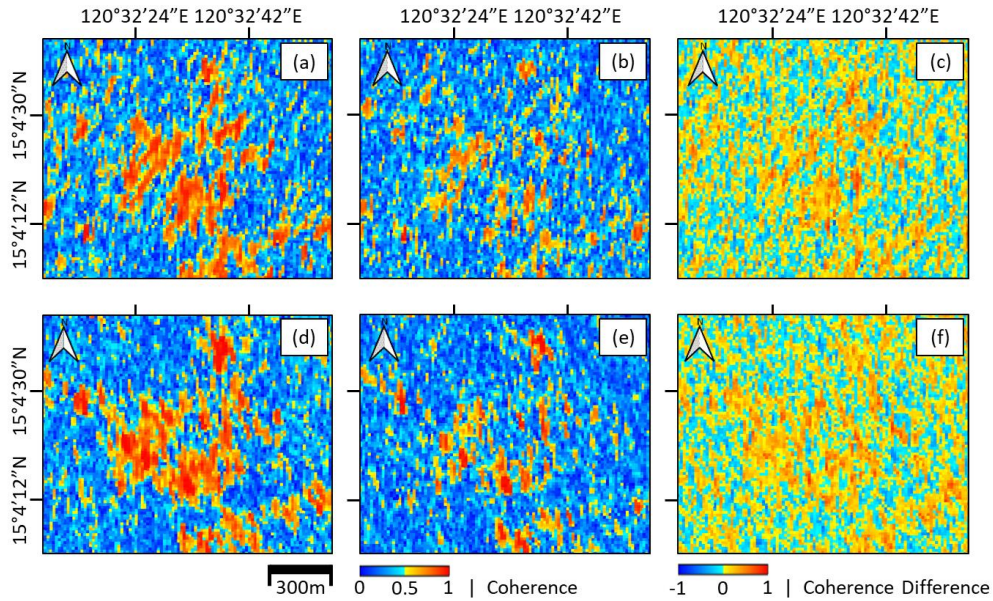 120°32’24”E 120°32’42”E 120°32’24”E 120°32’42”E 120°32’24”E 120°32’42”E
N (a) N (b) N (c)
15°4’30”N
15°4’12”N
N (d) N (e) N (f)
15°4’30”N
15°4’12”N
300m
0 0.5 1 | Coherence
-1 0 1 | Coherence Difference